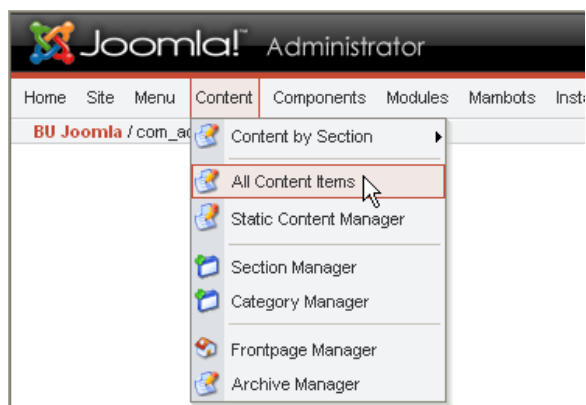 Joomla!™ Administrator
Home Site Menu Content Components Modules Mambots
BU Joomla /
Content by Section
All Content Items
Static Content Manager
Section Manager
Category Manager
Frontpage Manager
Archive Manager